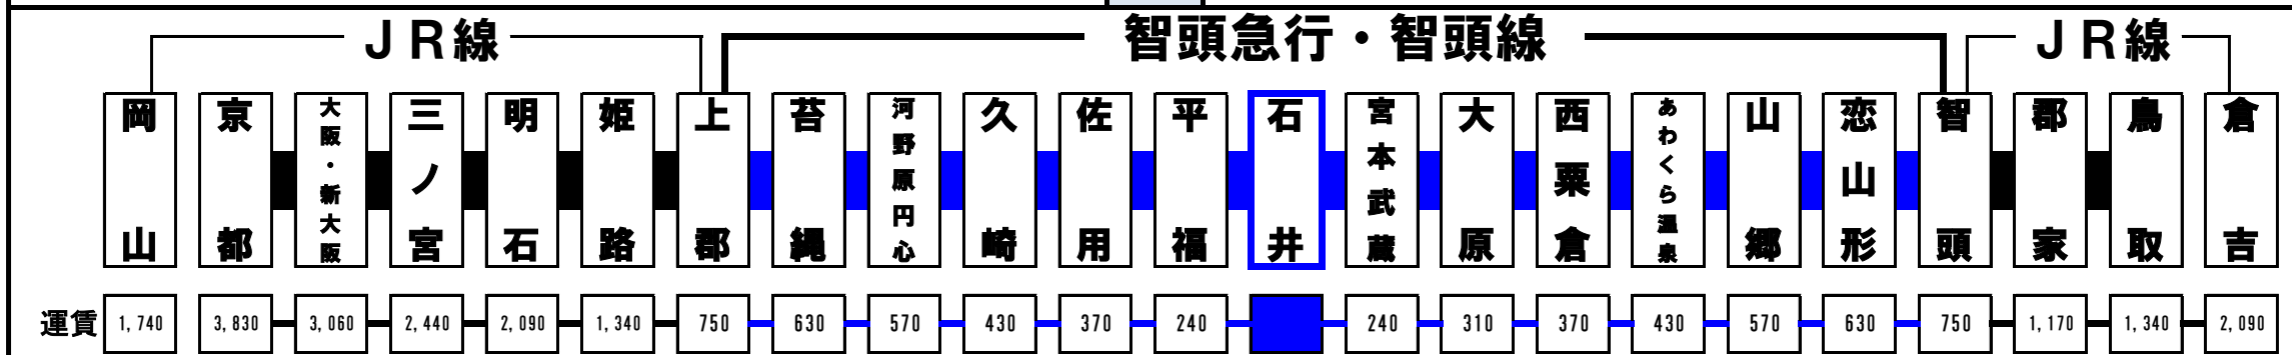 JR線 智頭急行・智頭線 JR線
岡山 京都 大阪・新大阪 三ノ宮 明石 姫路 上郡 苔縄 河野原円心 久崎 佐用 平福 石井 宮本武蔵 大原 西粟倉 あわくら温泉 山郷 恋山形 智頭 郡家 鳥取 倉吉
運賃 1,740 3,830 3,060 2,440 2,090 1,340 750 630 570 430 370 240 240 310 370 430 570 630 750 1,170 1,340 2,090